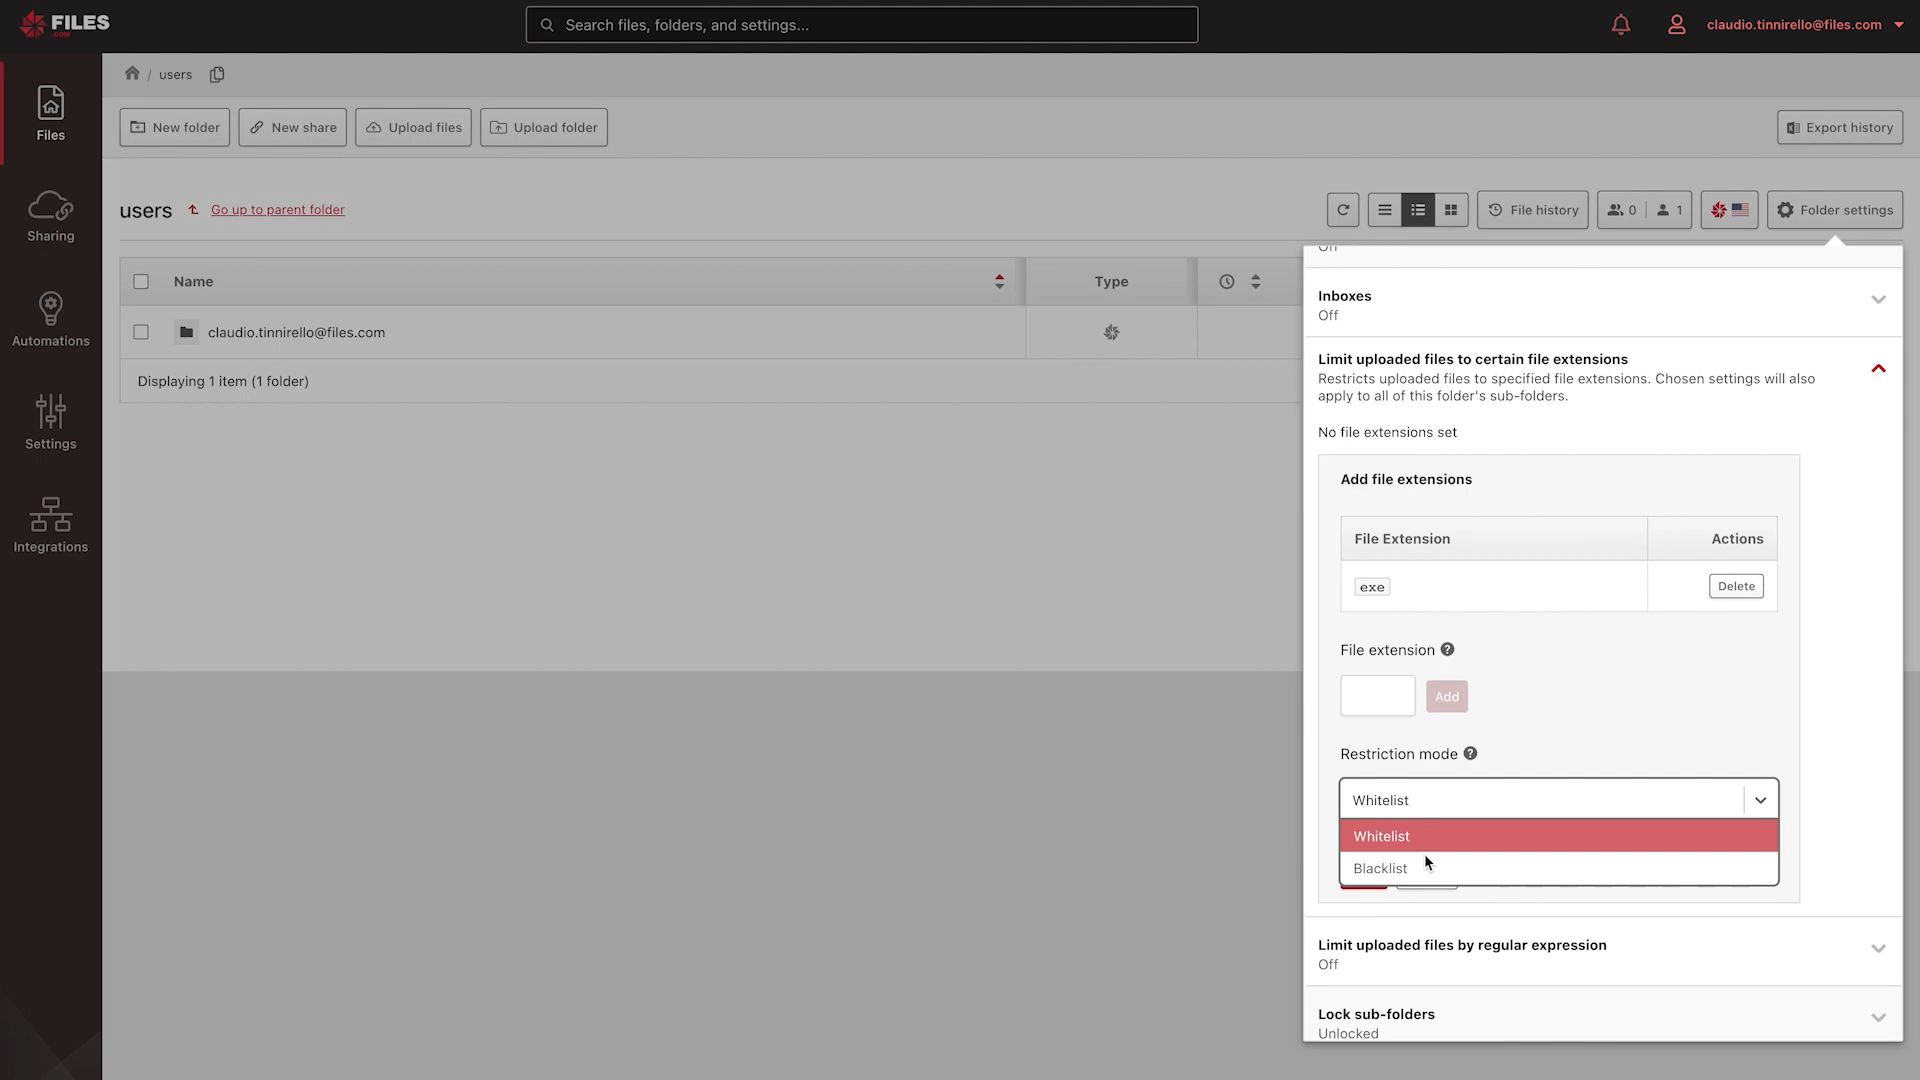 FILES
.COM
Search files, folders, and settings...
claudio.tinnirello@files.com
Files
Sharing
Automations
Settings
Integrations
/ users
New folder
New share
Upload files
Upload folder
Export history
users
Go up to parent folder
File history
0
1
Folder settings
Name
Type
claudio.tinnirello@files.com
Displaying 1 item (1 folder)
Off
Inboxes
Off
Limit uploaded files to certain file extensions
Restricts uploaded files to specified file extensions. Chosen settings will also
apply to all of this folder's sub-folders.
No file extensions set
Add file extensions
File Extension
Actions
exe
Delete
File extension ?
Add
Restriction mode ?
Whitelist
Whitelist
Blacklist
Limit uploaded files by regular expression
Off
Lock sub-folders
Unlocked